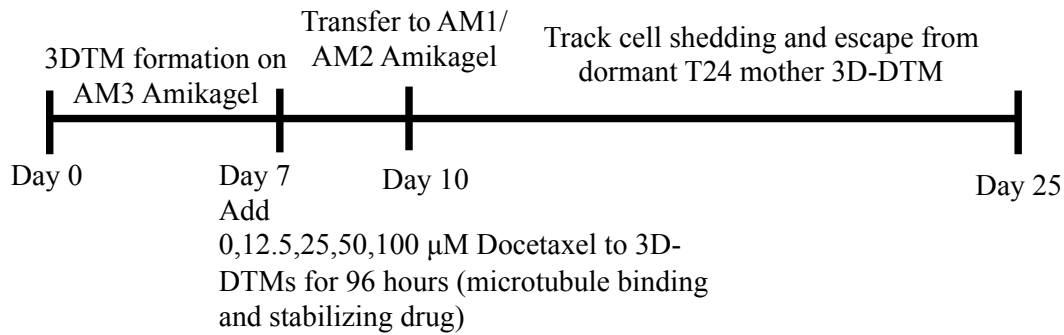 3DTM formation on
AM3 Amikagel
Transfer to AM1/
AM2 Amikagel
Track cell shedding and escape from
dormant T24 mother 3D-DTM
Day 0
Day 7
Add
0,12.5,25,50,100 μM Docetaxel to 3D-
DTMs for 96 hours (microtubule binding
and stabilizing drug)
Day 10
Day 25